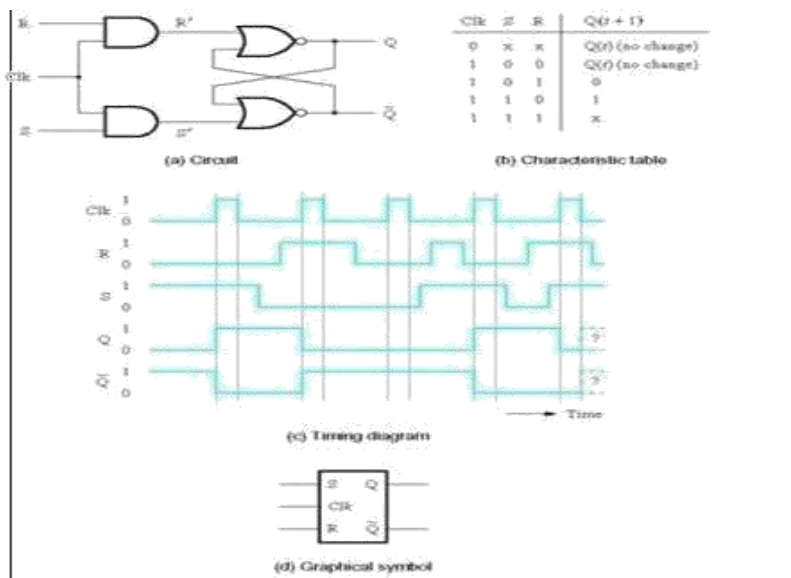 R R' Q
Clk
S S' Q
(a) Circuit
Clk S R Q(t + 1)
0 x x Q(t) (no change)
1 0 0 Q(t) (no change)
1 0 1 0
1 1 0 1
1 1 1 x
(b) Characteristic table
Clk 1
0
R 1
0
S 1
0
Q 1
0 ?
Q 1
0 ?
Time
(c) Timing diagram
S Q
Clk
R Q
(d) Graphical symbol